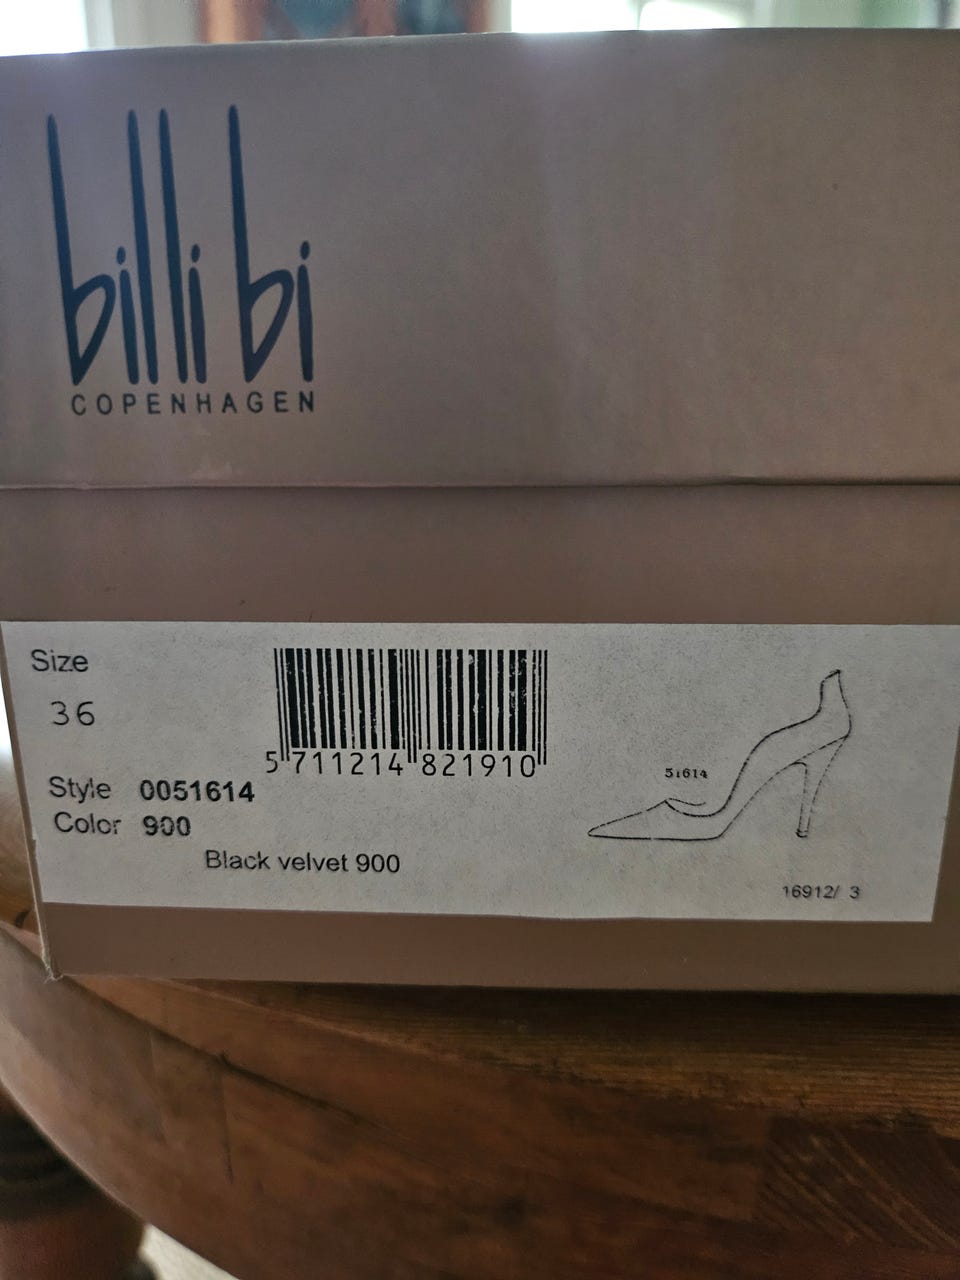 billi bi
COPENHAGEN
Size
36
5 711214 821910
Style 0051614
Color 900
Black velvet 900
51614
16912/ 3